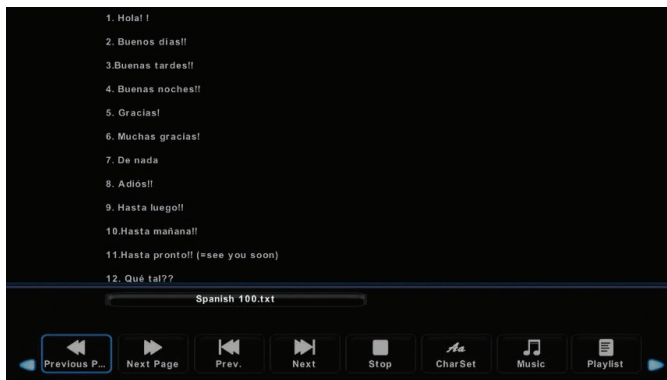 1. Hola! !
2. Buenos dias!!
3.Buenas tardes!!
4. Buenas noches!!
5. Gracias!
6. Muchas gracias!
7. De nada
8. Adiós!!
9. Hasta luego!!
10.Hasta mañana!!
11.Hasta pronto!! (=see you soon)
12. Qué tal??
Spanish 100.txt
Previous P... Next Page Prev. Next Stop CharSet Music Playlist